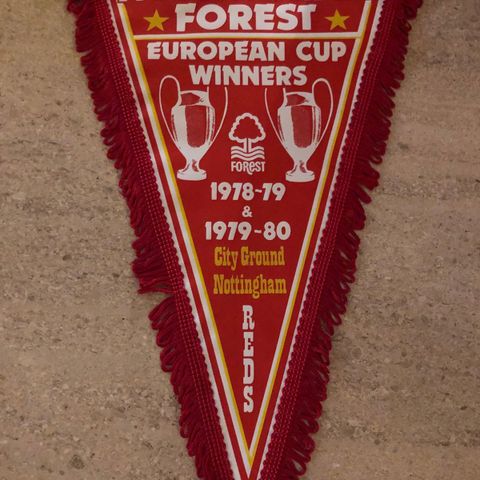 FOREST
EUROPEAN CUP
WINNERS
FOREST
1978-79
&
1979-80
City Ground
Nottingham
REDS